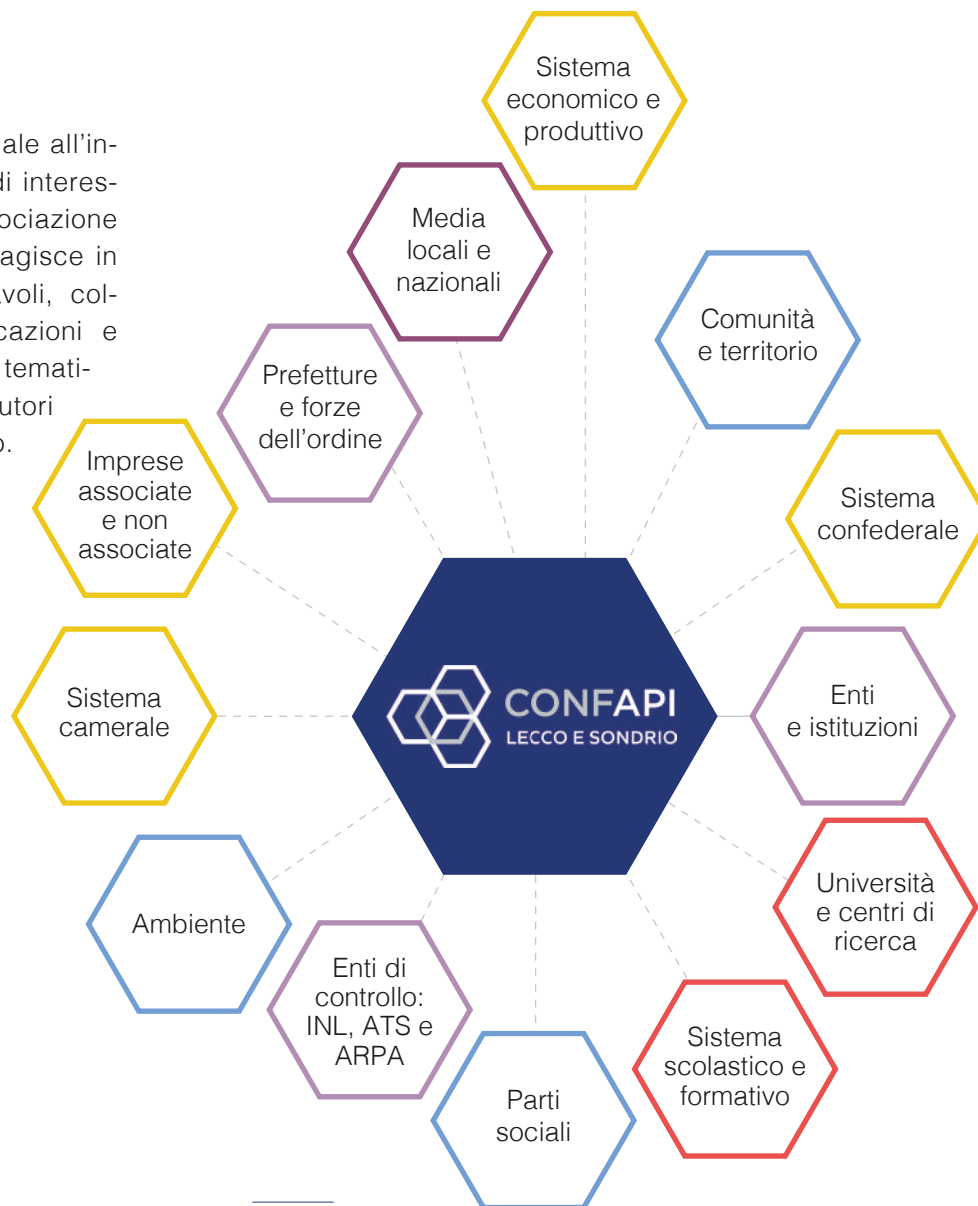 ale all’in-
di interes-
sociazione
agisce in
voli, col-
cazioni e
temati-
utori
o.
Sistema
economico e
produttivo
Media
locali e
nazionali
Comunità
e territorio
Prefetture
e forze
dell’ordine
Imprese
associate
e non
associate
Sistema
confederale
Sistema
camerale
CONFAPI
LECCO E SONDRIO
Enti
e istituzioni
Università
e centri di
ricerca
Ambiente
Enti di
controllo:
INL, ATS e
ARPA
Sistema
scolastico e
formativo
Parti
sociali